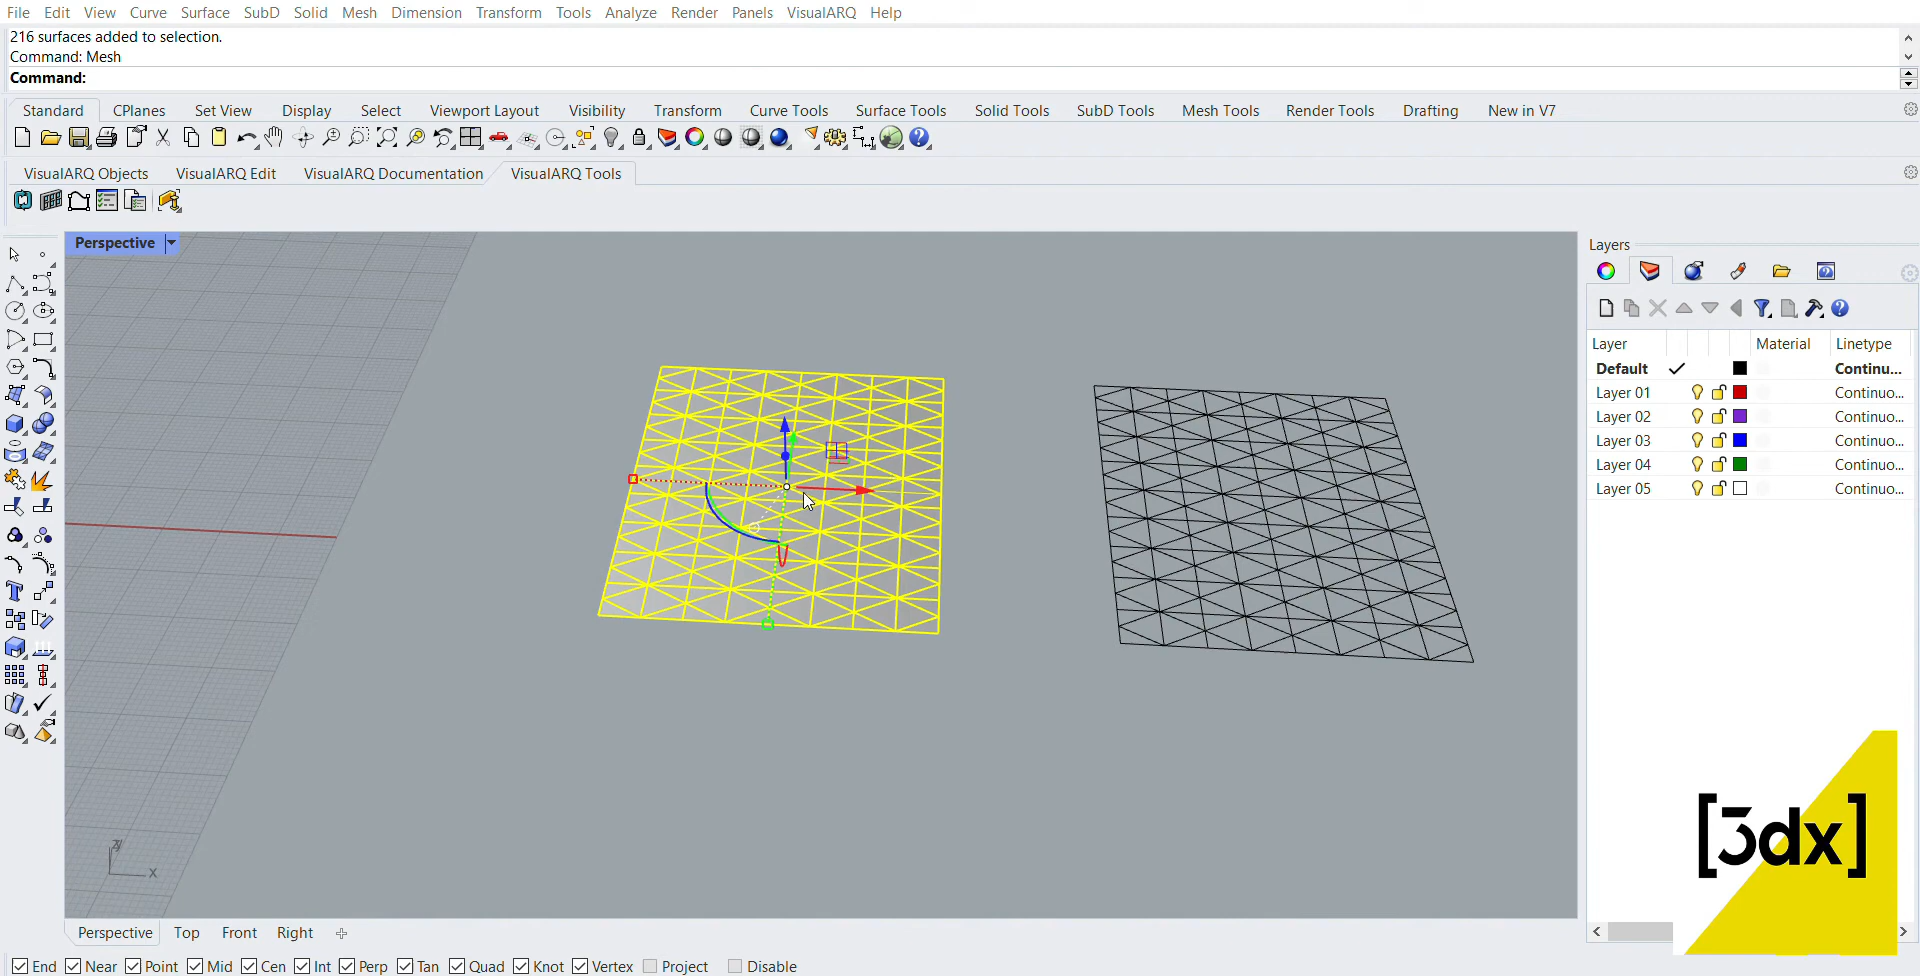 File Edit View Curve Surface SubD Solid Mesh Dimension Transform Tools Analyze Render Panels VisualARQ Help
216 surfaces added to selection.
Command: Mesh
Command:
Standard CPlanes Set View Display Select Viewport Layout Visibility Transform Curve Tools Surface Tools Solid Tools SubD Tools Mesh Tools Render Tools Drafting New in V7
VisualARQ Objects VisualARQ Edit VisualARQ Documentation VisualARQ Tools
Perspective
Layers
Layer Material Linetype
Default Continu...
Layer 01 Continuo...
Layer 02 Continuo...
Layer 03 Continuo...
Layer 04 Continuo...
Layer 05 Continuo...
x
[3dx]
Perspective Top Front Right
End Near Point Mid Cen Int Perp Tan Quad Knot Vertex Project Disable